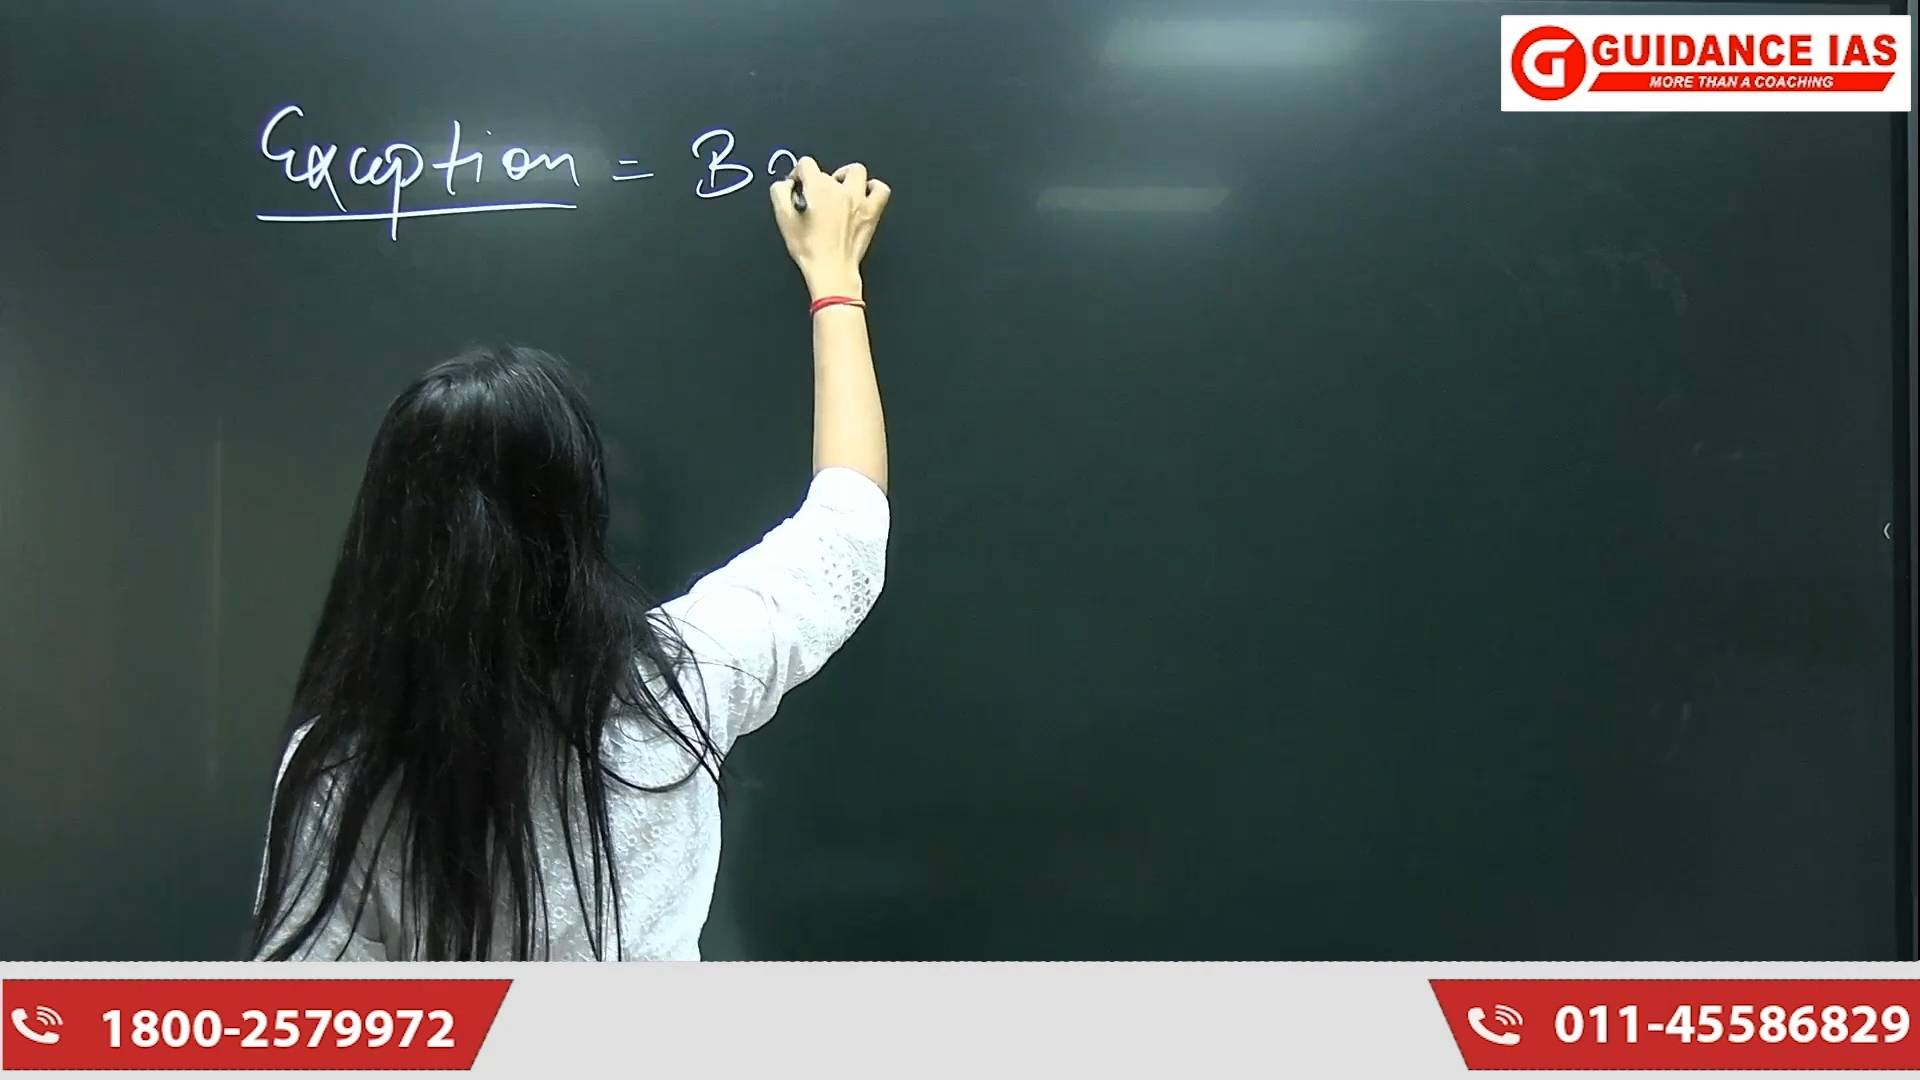 GUIDANCE IAS
MORE THAN A COACHING
Exception = B
1800-2579972
011-45586829